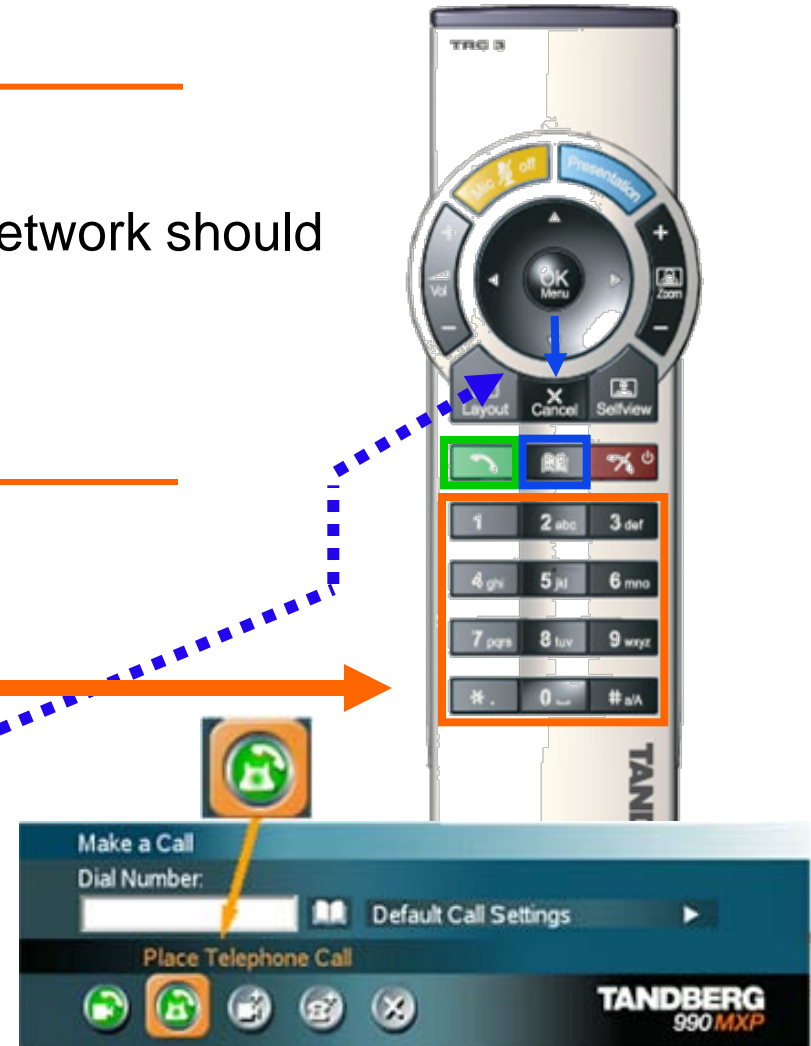 TRC 3
Mic off
Presentation
etwork should
+
+
OK
Menu
Vol
Zoom
−
−
Layout
Cancel
Selfview
1
2 abc
3 def
4 ghi
5 jkl
6 mno
7 pqrs
8 tuv
9 wxyz
* .
0
# a/A
TAN
Make a Call
Dial Number:
Default Call Settings
Place Telephone Call
TANDBERG
990 MXP